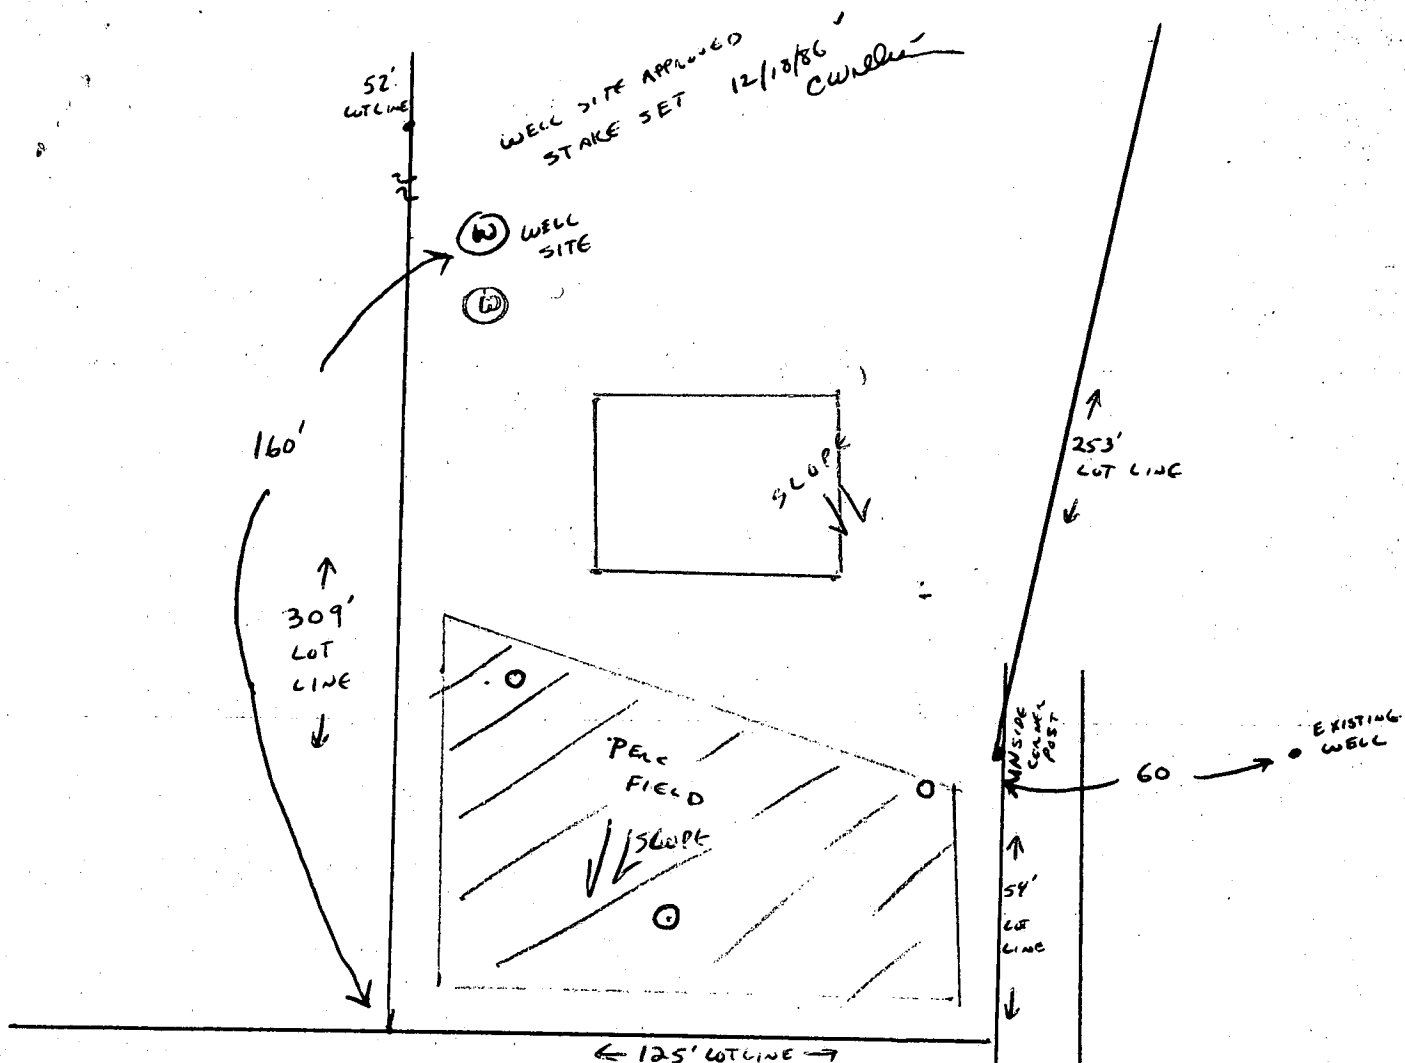 52'
LOT LINE
WELL SITE APPROVED
STAKE SET 12/18/86
W WELL
SITE
W
160'
309'
LOT
LINE
SLOPE
253'
LOT LINE
PERC
FIELD
SLOPE
INSIDE
CORNER
POST
60
EXISTING
WELL
54'
LOT
LINE
125' LOT LINE